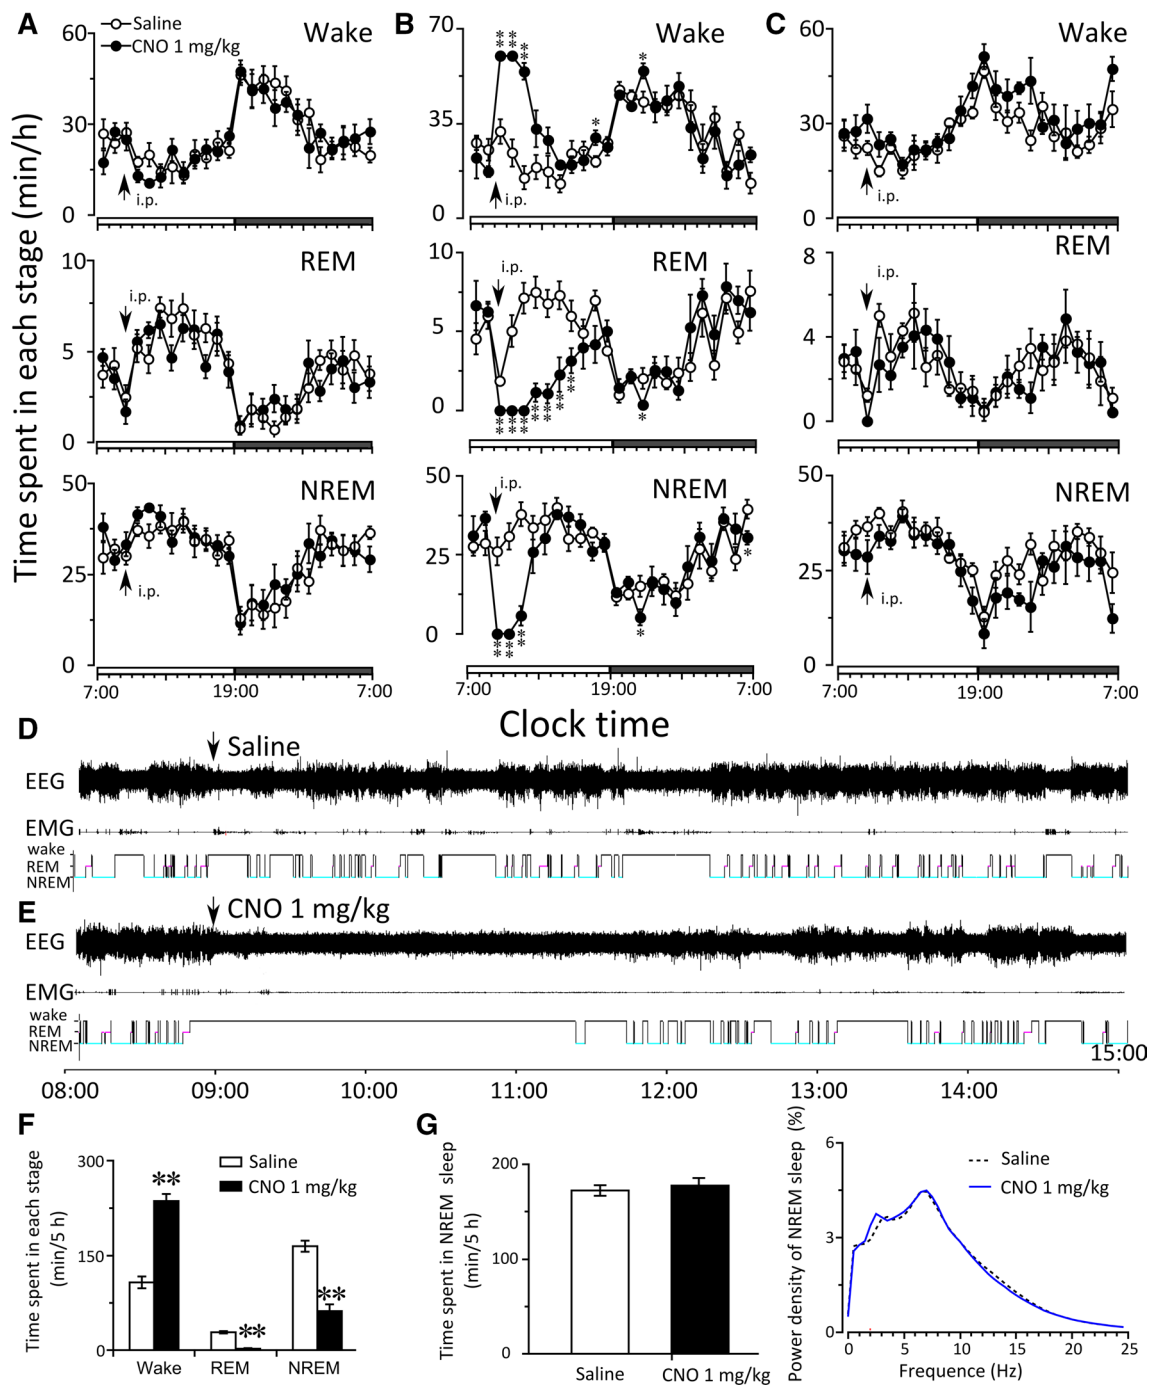 A
Saline
CNO 1 mg/kg
Wake
B
Wake
C
Wake
Time spent in each stage (min/h)
60
30
0
i.p.
70
35
0
** ** ** * *
i.p.
60
30
0
i.p.
REM
10
5
0
i.p.
REM
10
5
0
i.p.
** ** ** ** ** ** ** *
REM
8
4
0
i.p.
NREM
50
25
0
i.p.
7:00
19:00
7:00
NREM
50
25
0
i.p.
** ** ** * *
7:00
19:00
7:00
NREM
50
25
0
i.p.
7:00
19:00
7:00
Clock time
D
Saline
EEG
EMG
wake
REM
NREM
E
CNO 1 mg/kg
EEG
EMG
wake
REM
NREM
15:00
08:00
09:00
10:00
11:00
12:00
13:00
14:00
F
Time spent in each stage
(min/5 h)
300
150
0
Saline
CNO 1 mg/kg
**
**
**
Wake
REM
NREM
G
Time spent in NREM sleep
(min/5 h)
200
100
0
Saline
CNO 1 mg/kg
Power density of NREM sleep (%)
6
3
0
Saline
CNO 1 mg/kg
0
5
10
15
20
25
Frequence (Hz)